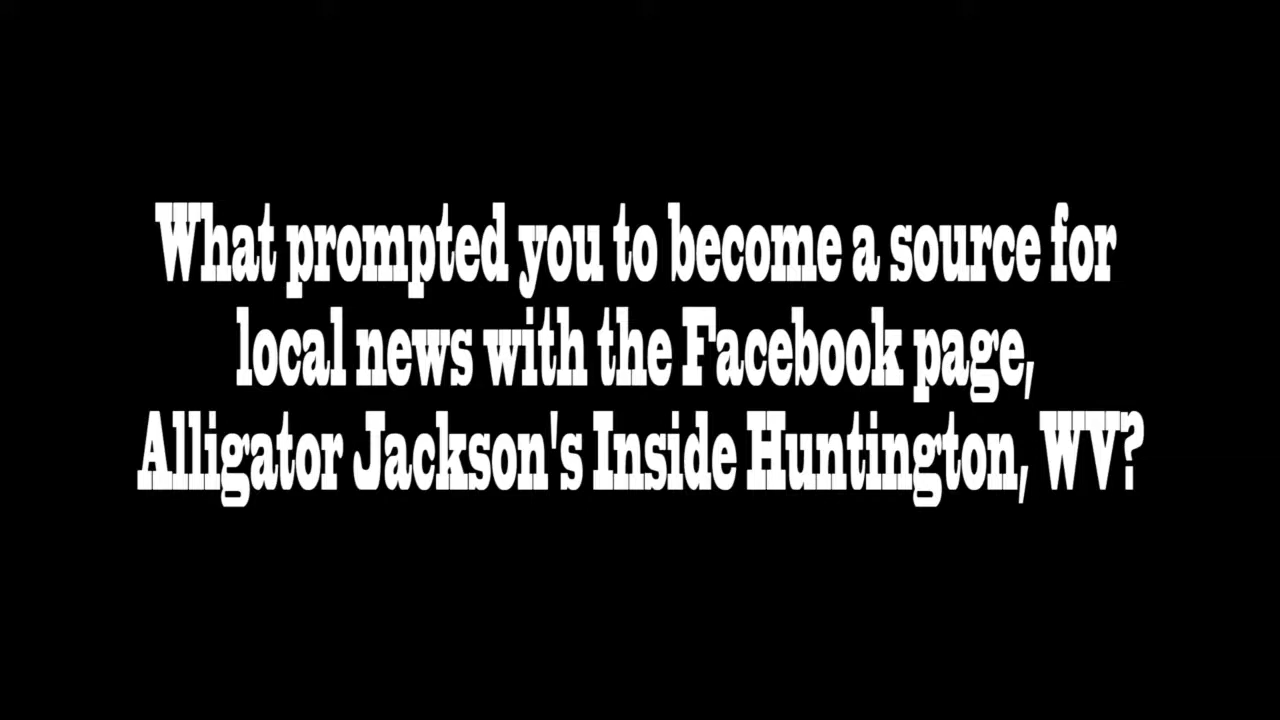 What prompted you to become a source for
local news with the Facebook page,
Alligator Jackson's Inside Huntington, WV?